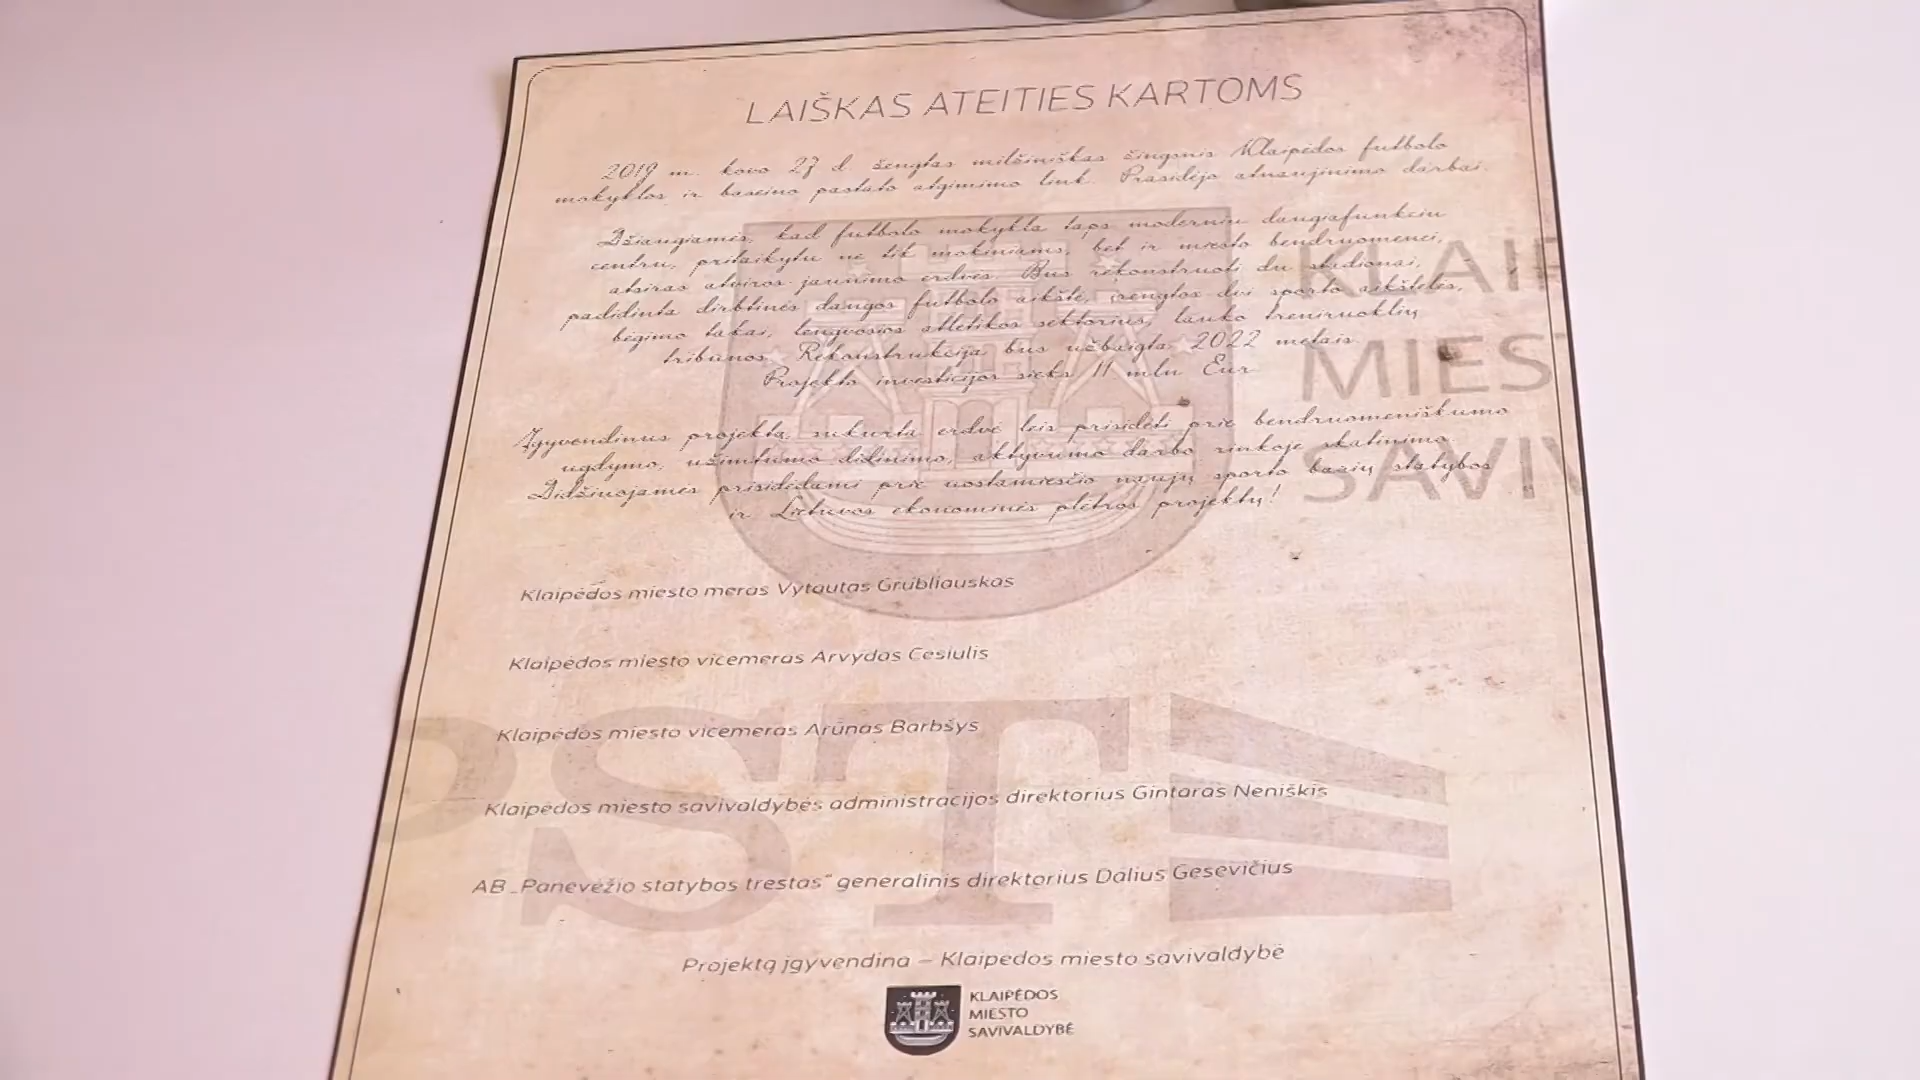 LAIŠKAS ATEITIES KARTOMS
2019 m. kovo 27 d. žengtas milžiniškas žingsnis Klaipėdos futbolo
mokyklos ir baseino pastato atgimimo link. Prasidėjo atnaujinimo darbai.
Džiaugiamės, kad futbolo mokykla taps moderniu daugiafunkciu
centru, pritaikytu ne tik mokiniams, bet ir miesto bendruomenei,
atsiras atviros jaunimo erdvės. Bus rekonstruoti du stadionai,
padidinta dirbtinės dangos futbolo aikštė, įrengtos dvi sporto aikštelės,
bėgimo takai, lengvosios atletikos sektorius, lauko treniruoklių
tribūnos. Rekonstrukcija bus užbaigta 2022 metais.
Projekto investicijos sieks 11 mln Eur
Įgyvendinus projektą, sukurta erdvė leis prisidėti prie bendruomeniškumo
ugdymo, užimtumo didinimo, aktyvumo darbo rinkoje skatinimo.
Didžiuojamės prisidėdami prie uostamiesčio naujų sporto bazių statybos
ir Lietuvos ekonominės plėtros projektų!
KLAIP
MIES
SAVIV
Klaipėdos miesto meras Vytautas Grubliauskas
Klaipėdos miesto vicemeras Arvydas Cesiulis
Klaipėdos miesto vicemeras Arūnas Barbšys
PST
Klaipėdos miesto savivaldybės administracijos direktorius Gintaras Neniškis
AB „Panevėžio statybos trestas“ generalinis direktorius Dalius Gesevičius
Projektą įgyvendina – Klaipėdos miesto savivaldybė
KLAIPĖDOS
MIESTO
SAVIVALDYBĖ